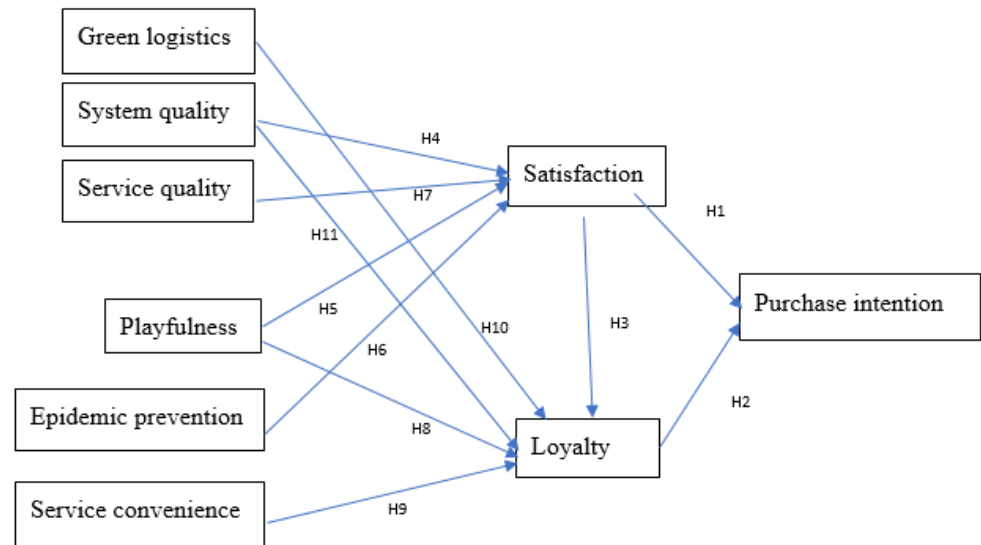 Green logistics
System quality
H4
Satisfaction
Service quality
H7
H1
H11
Purchase intention
Playfulness
H5
H10
H3
H6
H2
Epidemic prevention
H8
Loyalty
Service convenience
H9